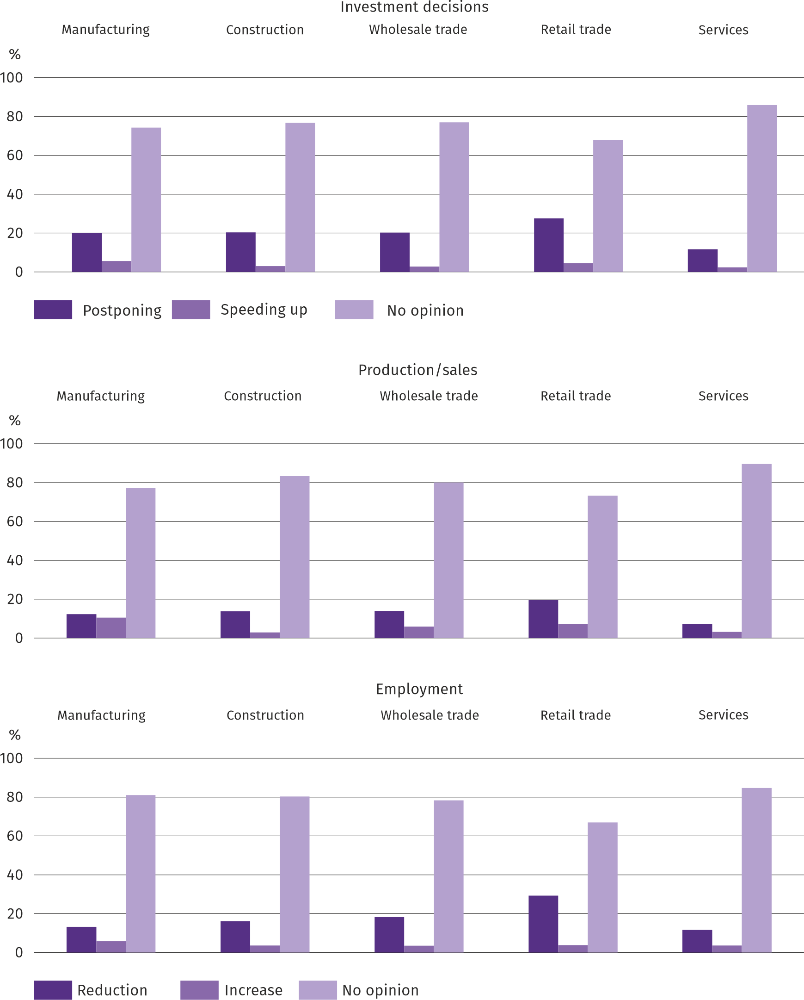 Investment decisions
Manufacturing Construction Wholesale trade Retail trade Services
%
100
80
60
40
20
0
Postponing Speeding up No opinion
Production/sales
Manufacturing Construction Wholesale trade Retail trade Services
%
100
80
60
40
20
0
Employment
Manufacturing Construction Wholesale trade Retail trade Services
%
100
80
60
40
20
0
Reduction Increase No opinion